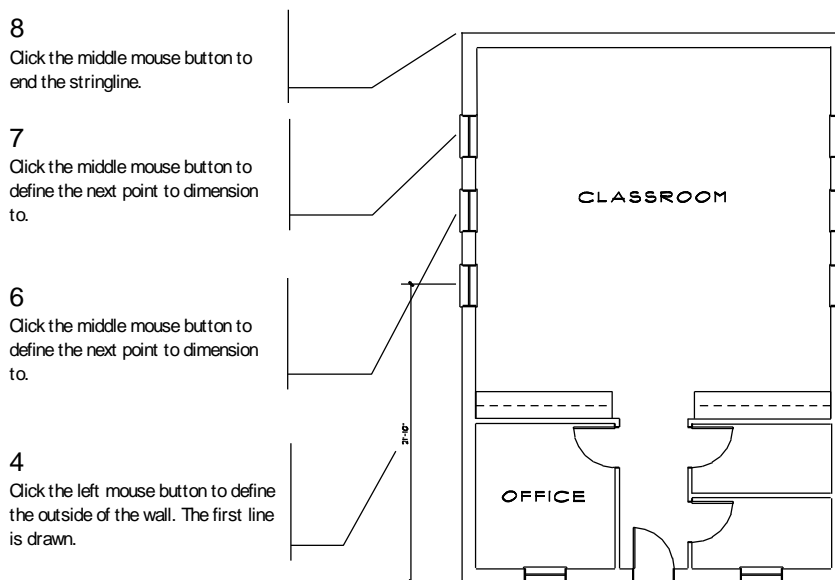 8
Click the middle mouse button to
end the stringline.
7
Click the middle mouse button to
define the next point to dimension
to.
CLASSROOM
6
Click the middle mouse button to
define the next point to dimension
to.
21'-10"
4
Click the left mouse button to define
the outside of the wall. The first line
is drawn.
OFFICE